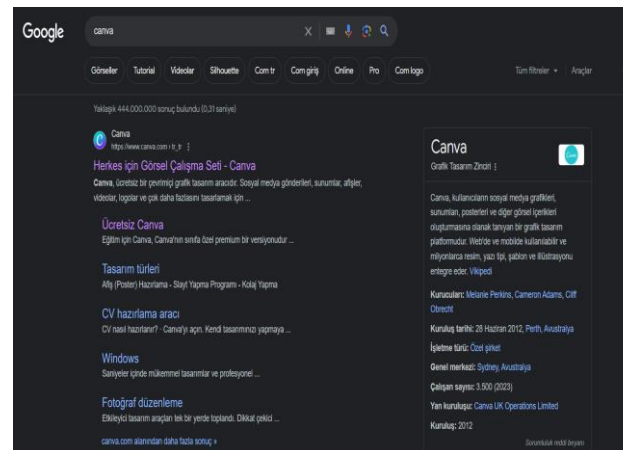 Google
canva
Görseller Tutorial Videolar Silhouette Com tr Com giriş Online Pro Com logo Tüm filtreler Araçlar
Yaklaşık 444.000.000 sonuç bulundu (0,31 saniye)
Canva
https://www.canva.com › tr_tr
Herkes için Görsel Çalışma Seti - Canva
Canva, ücretsiz bir çevrimiçi grafik tasarım aracıdır. Sosyal medya gönderileri, sunumlar, afişler,
videolar, logolar ve çok daha fazlasını tasarlamak için ...
Ücretsiz Canva
Eğitim için Canva, Canva'nın sınıfa özel premium bir versiyonudur ...
Tasarım türleri
Afiş (Poster) Hazırlama - Slayt Yapma Programı - Kolaj Yapma
CV hazırlama aracı
CV nasıl hazırlanır? · Canva'yı açın. Kendi tasarımınızı yapmaya ...
Windows
Saniyeler içinde mükemmel tasarımlar ve profesyonel ...
Fotoğraf düzenleme
Etkileyici tasarım araçları tek bir yerde toplandı. Dikkat çekici ...
canva.com alanından daha fazla sonuç »
Canva
Grafik Tasarım Zinciri
Canva
Canva, kullanıcıların sosyal medya grafikleri,
sunumları, posterleri ve diğer görsel içerikleri
oluşturmasına olanak tanıyan bir grafik tasarım
platformudur. Web'de ve mobilde kullanılabilir ve
milyonlarca resim, yazı tipi, şablon ve illüstrasyonu
entegre eder. Vikipedi
Kurucuları: Melanie Perkins, Cameron Adams, Cliff
Obrecht
Kuruluş tarihi: 28 Haziran 2012, Perth, Avustralya
İşletme türü: Özel şirket
Genel merkezi: Sydney, Avustralya
Çalışan sayısı: 3.500 (2023)
Yan kuruluşu: Canva UK Operations Limited
Kuruluş: 2012
Sorumluluk reddi beyanı